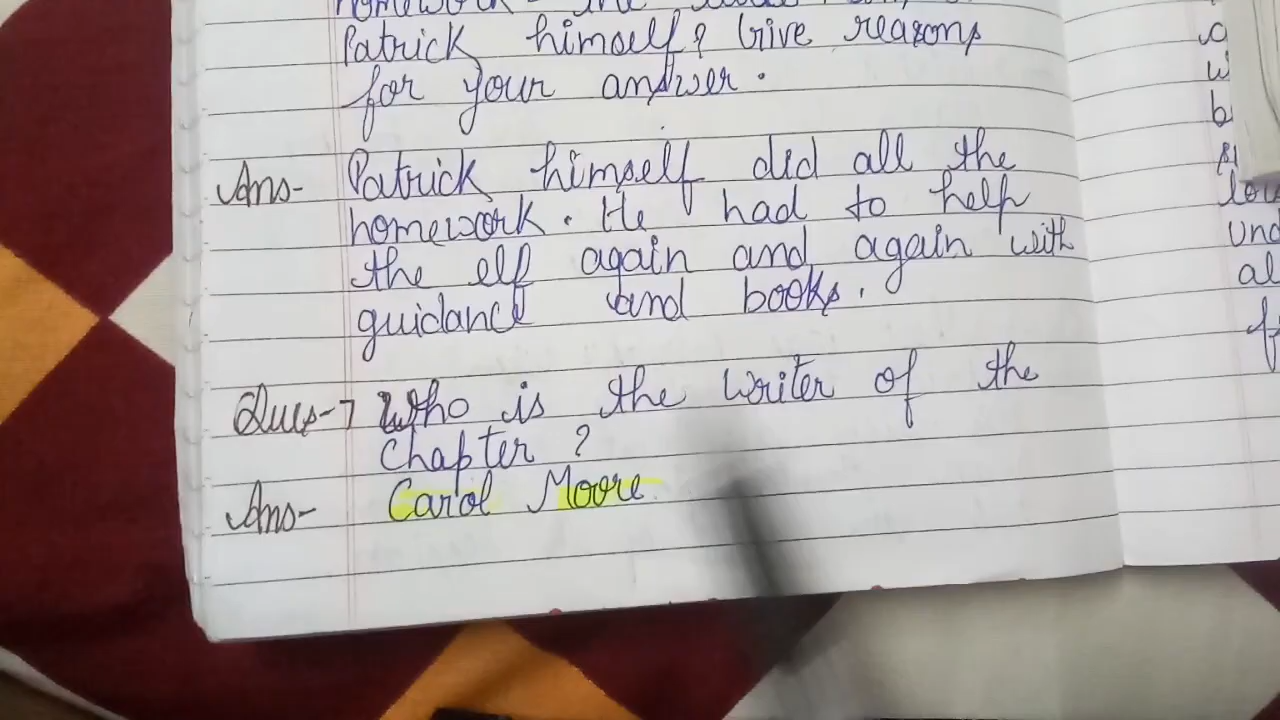 Patrick himself? Give reasons
for your answer.
Ans- Patrick himself did all the
homework. He had to help
the elf again and again with
guidance and books.
Ques-7 Who is the writer of the
chapter?
Ans- Carol Moore